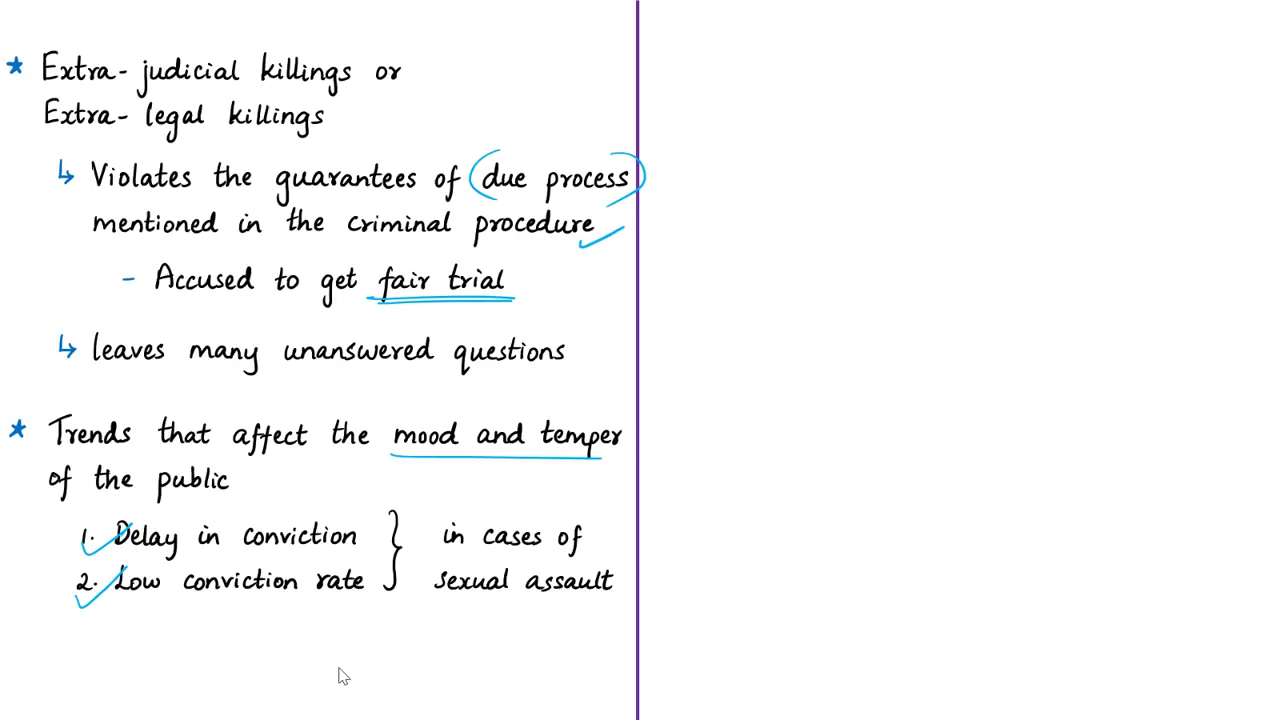 * Extra-judicial killings or
Extra-legal killings
↳ Violates the guarantees of (due process)
mentioned in the criminal procedure ✓
- Accused to get fair trial
↳ leaves many unanswered questions
* Trends that affect the mood and temper
of the public
1. Delay in conviction } in cases of
2. Low conviction rate } sexual assault